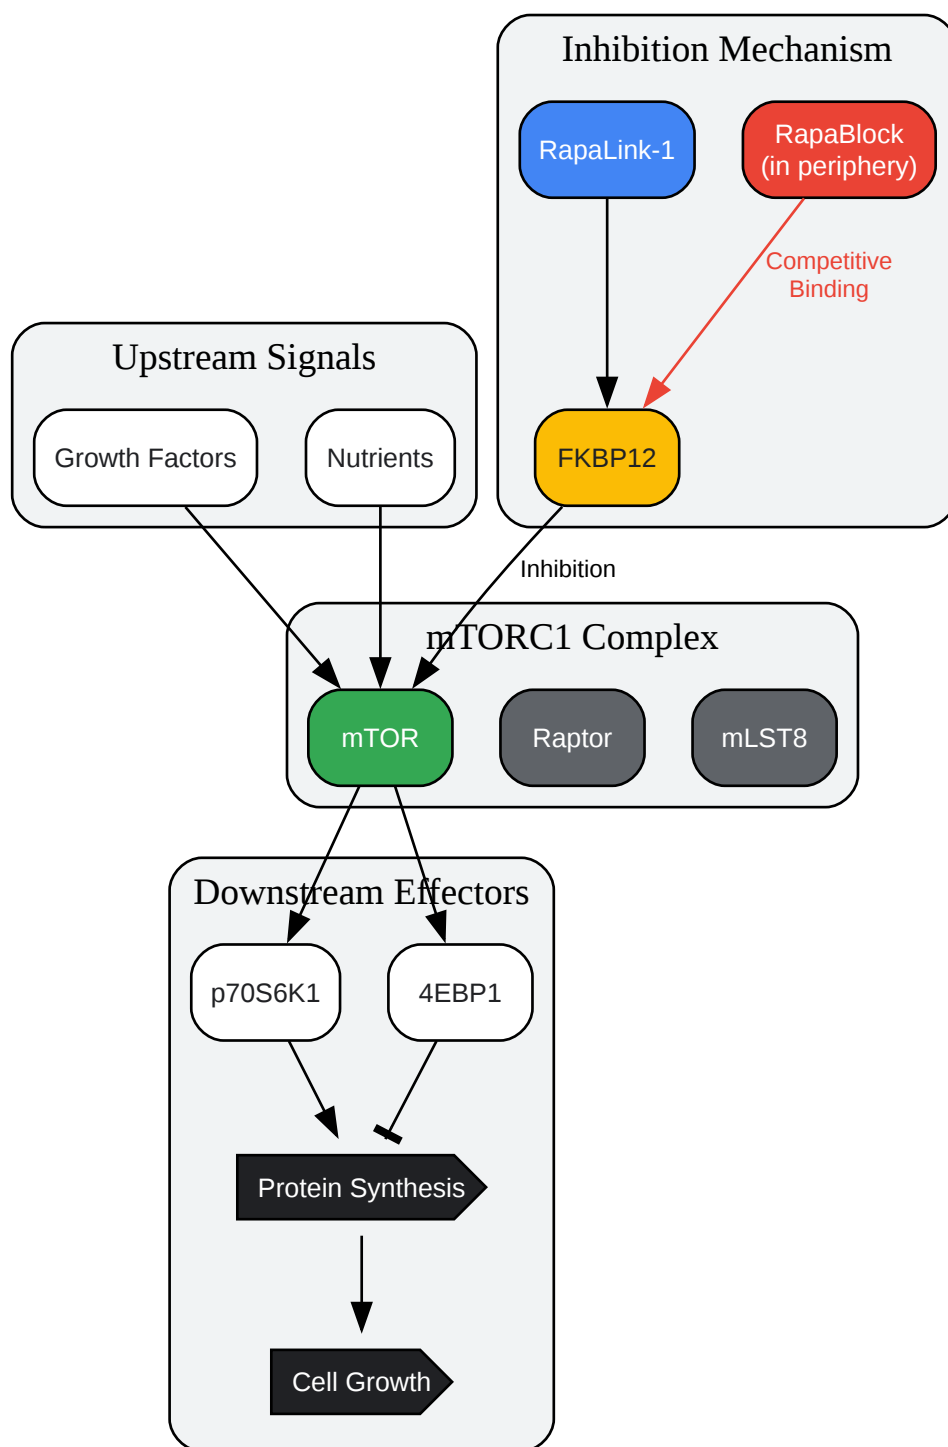 Inhibition Mechanism
RapaLink-1
RapaBlock
(in periphery)
Competitive
Binding
Upstream Signals
Growth Factors
Nutrients
FKBP12
Inhibition
mTORC1 Complex
mTOR
Raptor
mLST8
Downstream Effectors
p70S6K1
4EBP1
Protein Synthesis
Cell Growth